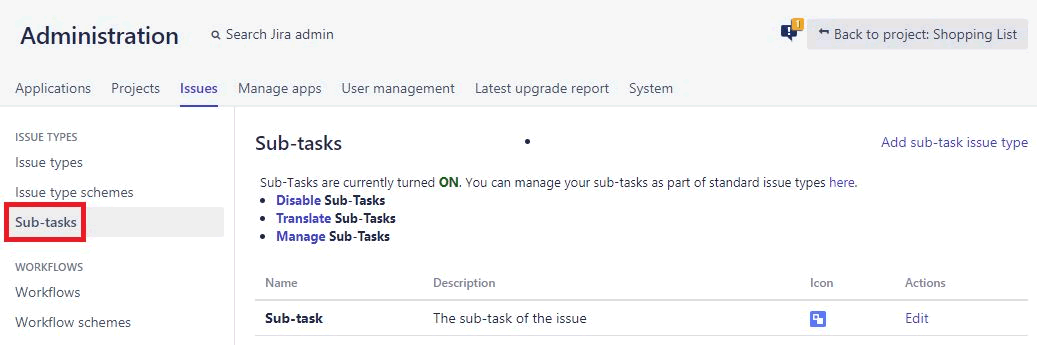 Administration
Search Jira admin
Back to project: Shopping List
Applications Projects Issues Manage apps User management Latest upgrade report System
ISSUE TYPES
Issue types
Issue type schemes
Sub-tasks
WORKFLOWS
Workflows
Workflow schemes
Sub-tasks
Add sub-task issue type
Sub-Tasks are currently turned ON. You can manage your sub-tasks as part of standard issue types here.
• Disable Sub-Tasks
• Translate Sub-Tasks
• Manage Sub-Tasks
Name Description Icon Actions
Sub-task The sub-task of the issue Edit